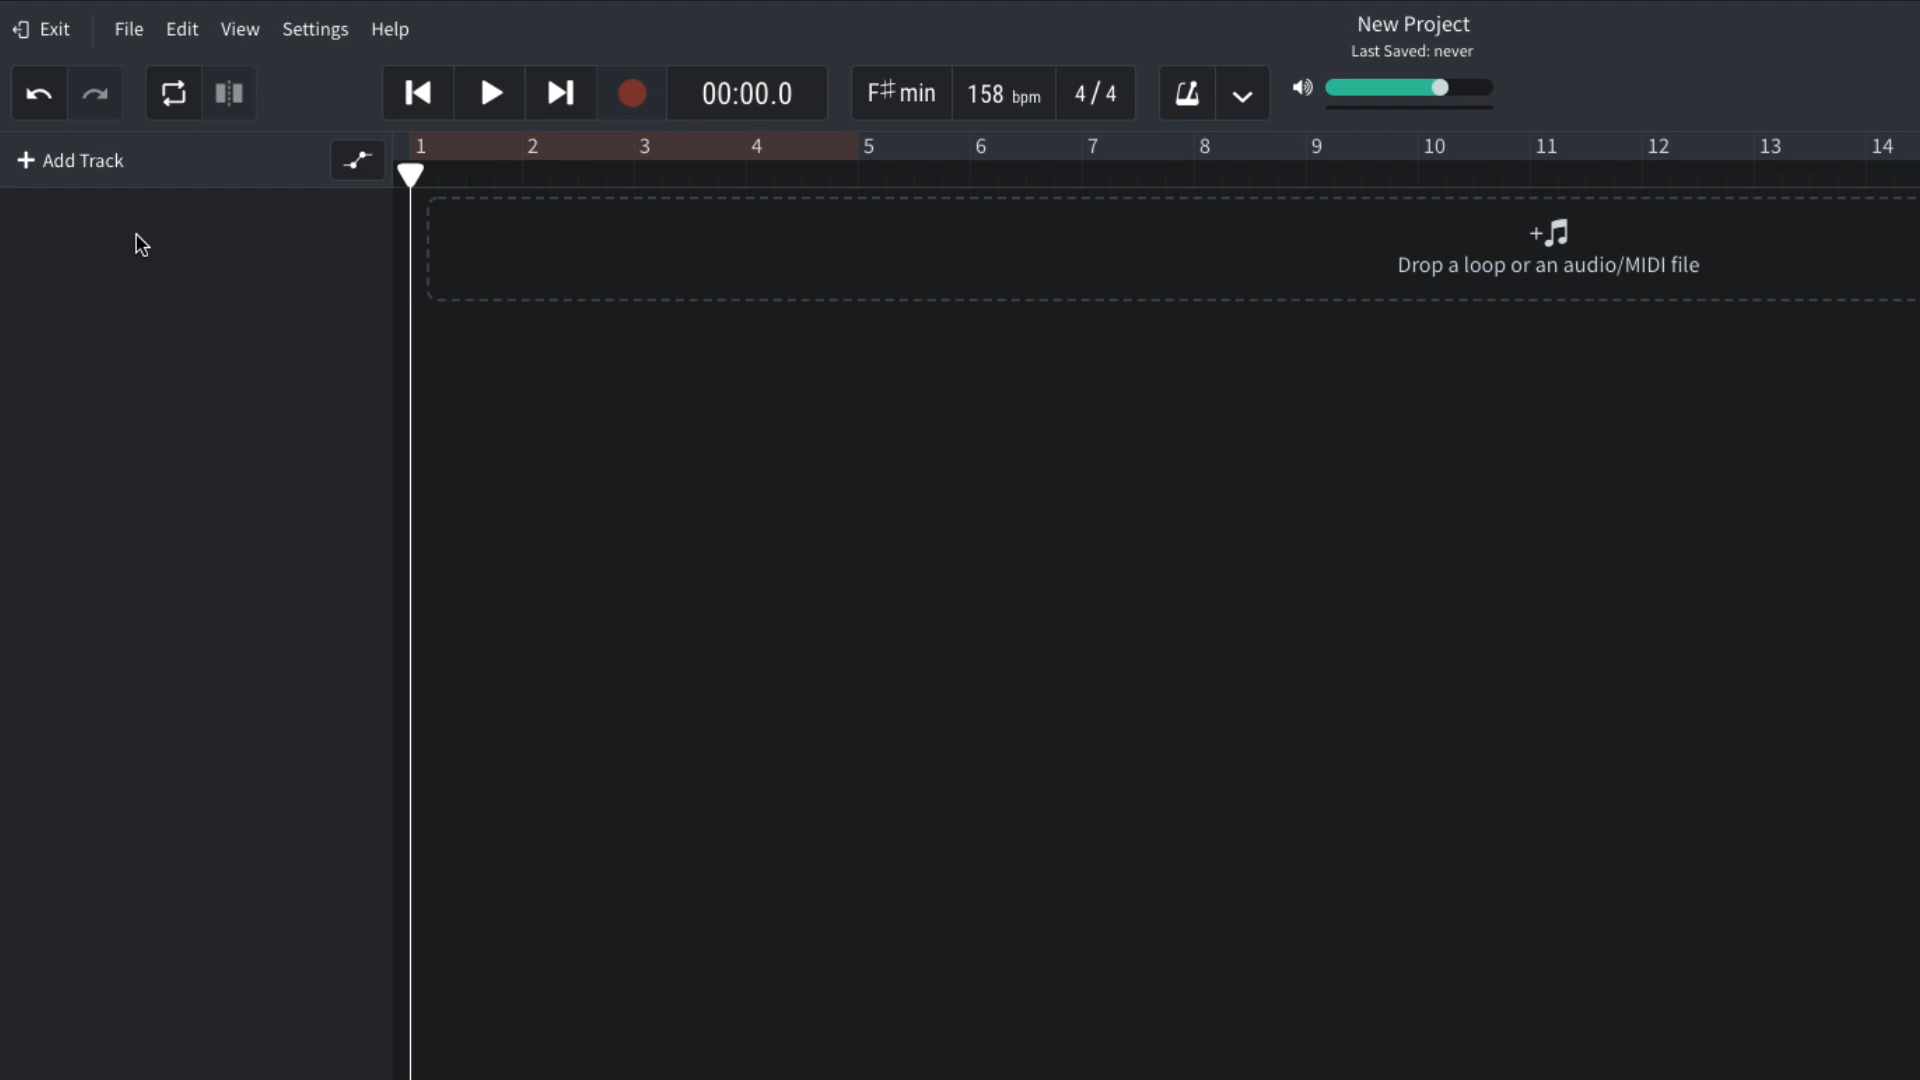 Exit File Edit View Settings Help
New Project
Last Saved: never
00:00.0 F♯min 158 bpm 4/4
+ Add Track
1 2 3 4 5 6 7 8 9 10 11 12 13 14
Drop a loop or an audio/MIDI file